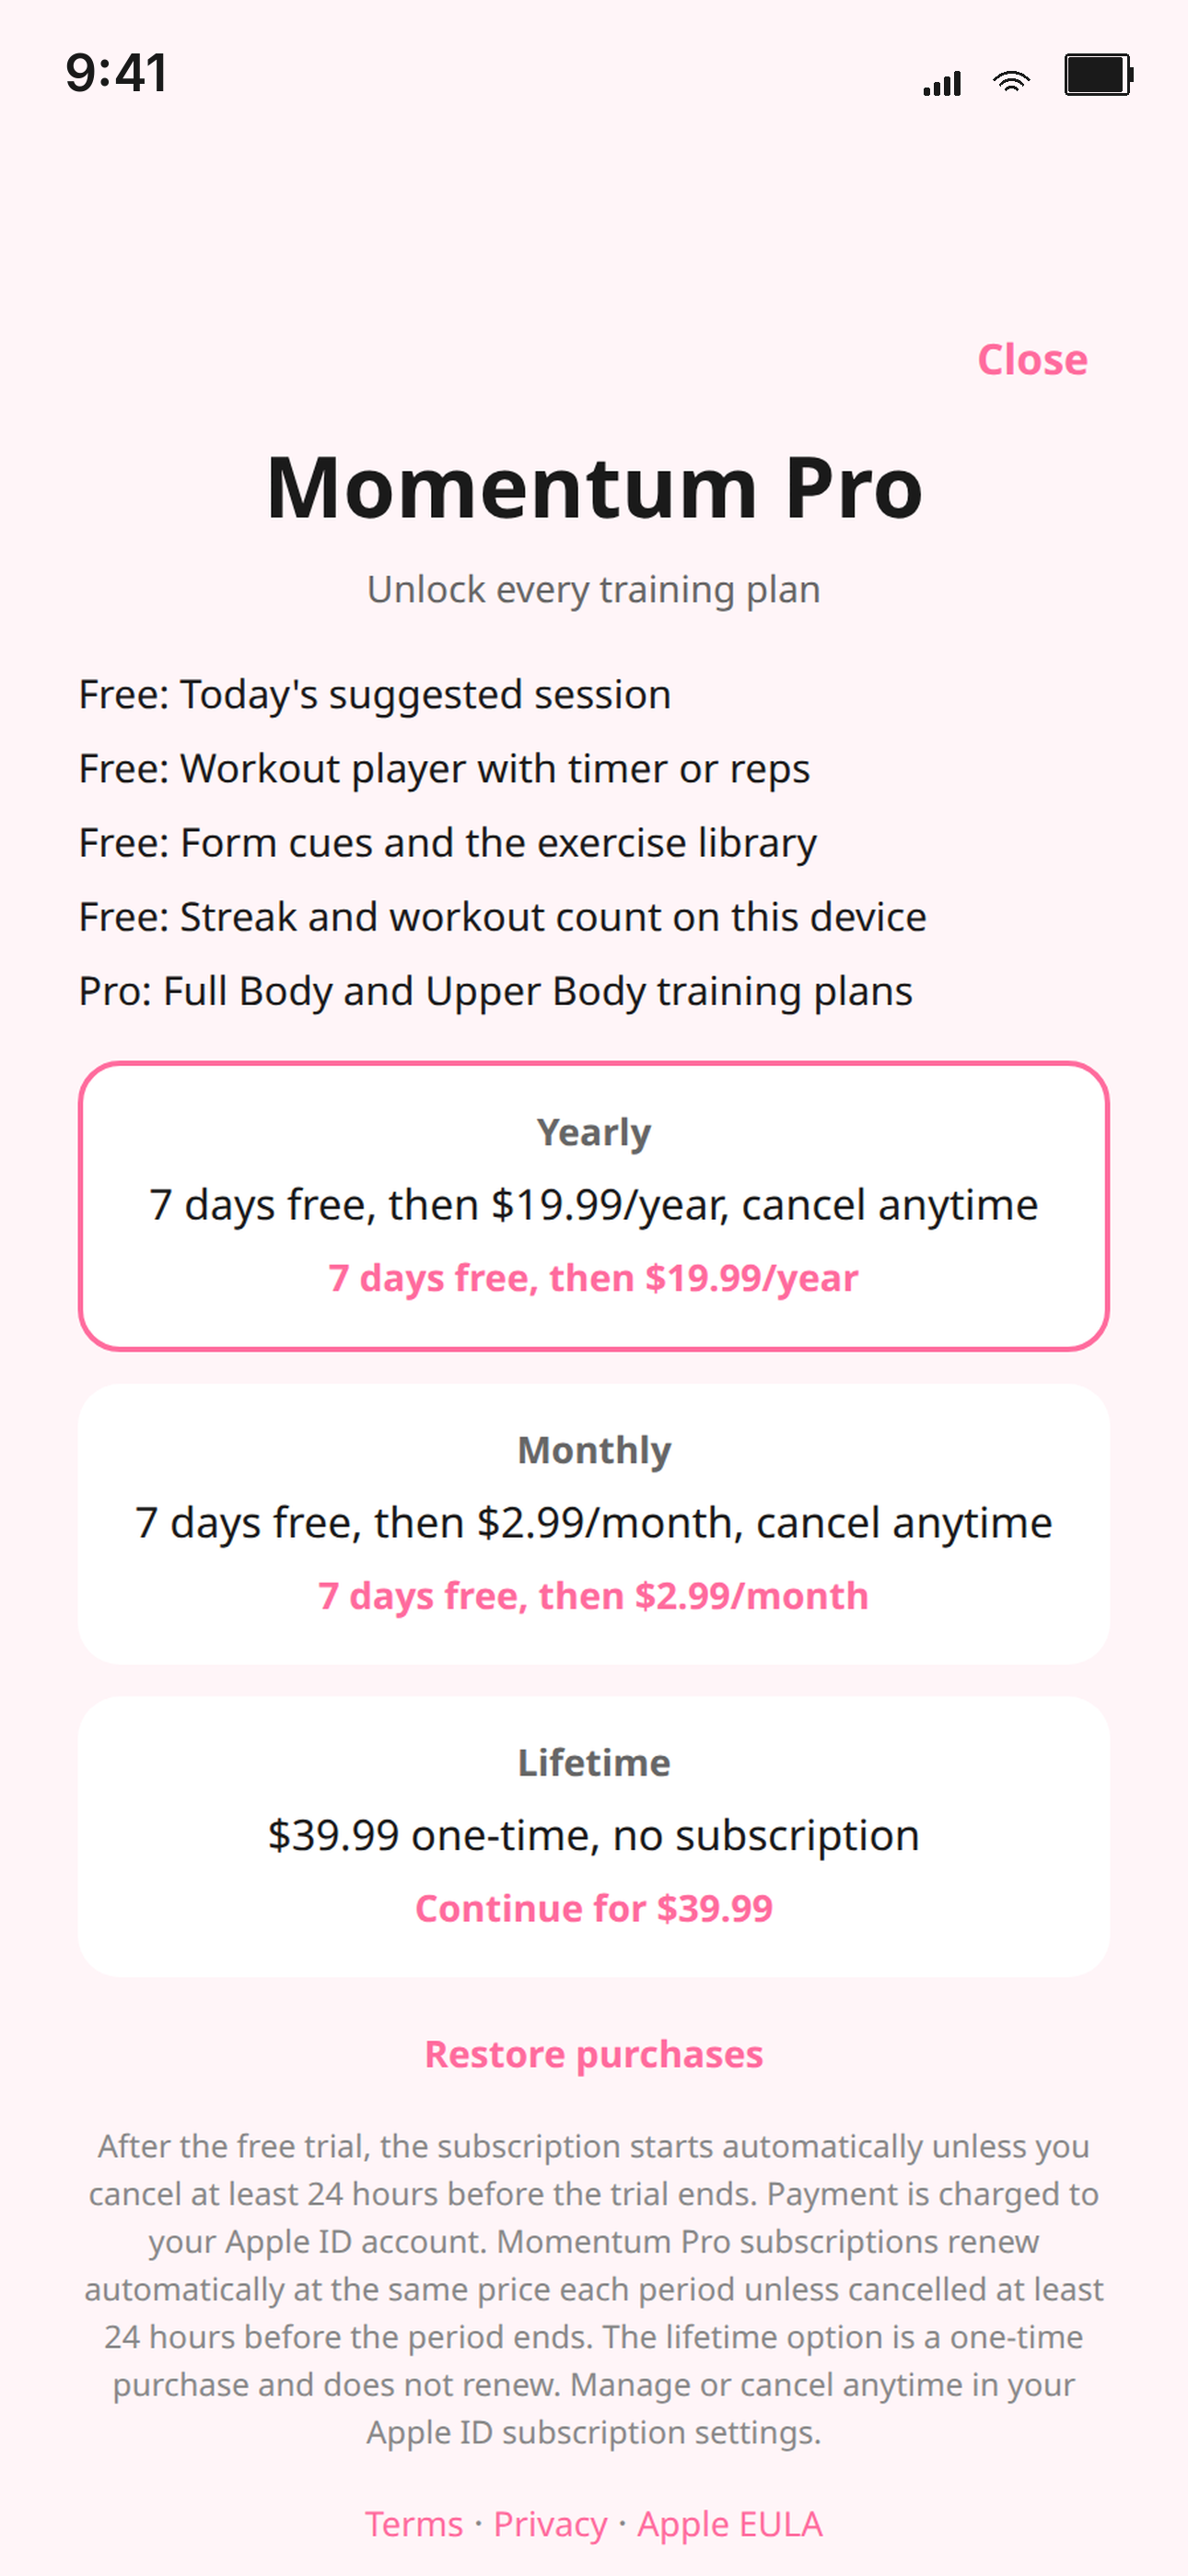 9:41
Close
Momentum Pro
Unlock every training plan
Free: Today's suggested session
Free: Workout player with timer or reps
Free: Form cues and the exercise library
Free: Streak and workout count on this device
Pro: Full Body and Upper Body training plans
Yearly
7 days free, then $19.99/year, cancel anytime
7 days free, then $19.99/year
Monthly
7 days free, then $2.99/month, cancel anytime
7 days free, then $2.99/month
Lifetime
$39.99 one-time, no subscription
Continue for $39.99
Restore purchases
After the free trial, the subscription starts automatically unless you
cancel at least 24 hours before the trial ends. Payment is charged to
your Apple ID account. Momentum Pro subscriptions renew
automatically at the same price each period unless cancelled at least
24 hours before the period ends. The lifetime option is a one-time
purchase and does not renew. Manage or cancel anytime in your
Apple ID subscription settings.
Terms · Privacy · Apple EULA